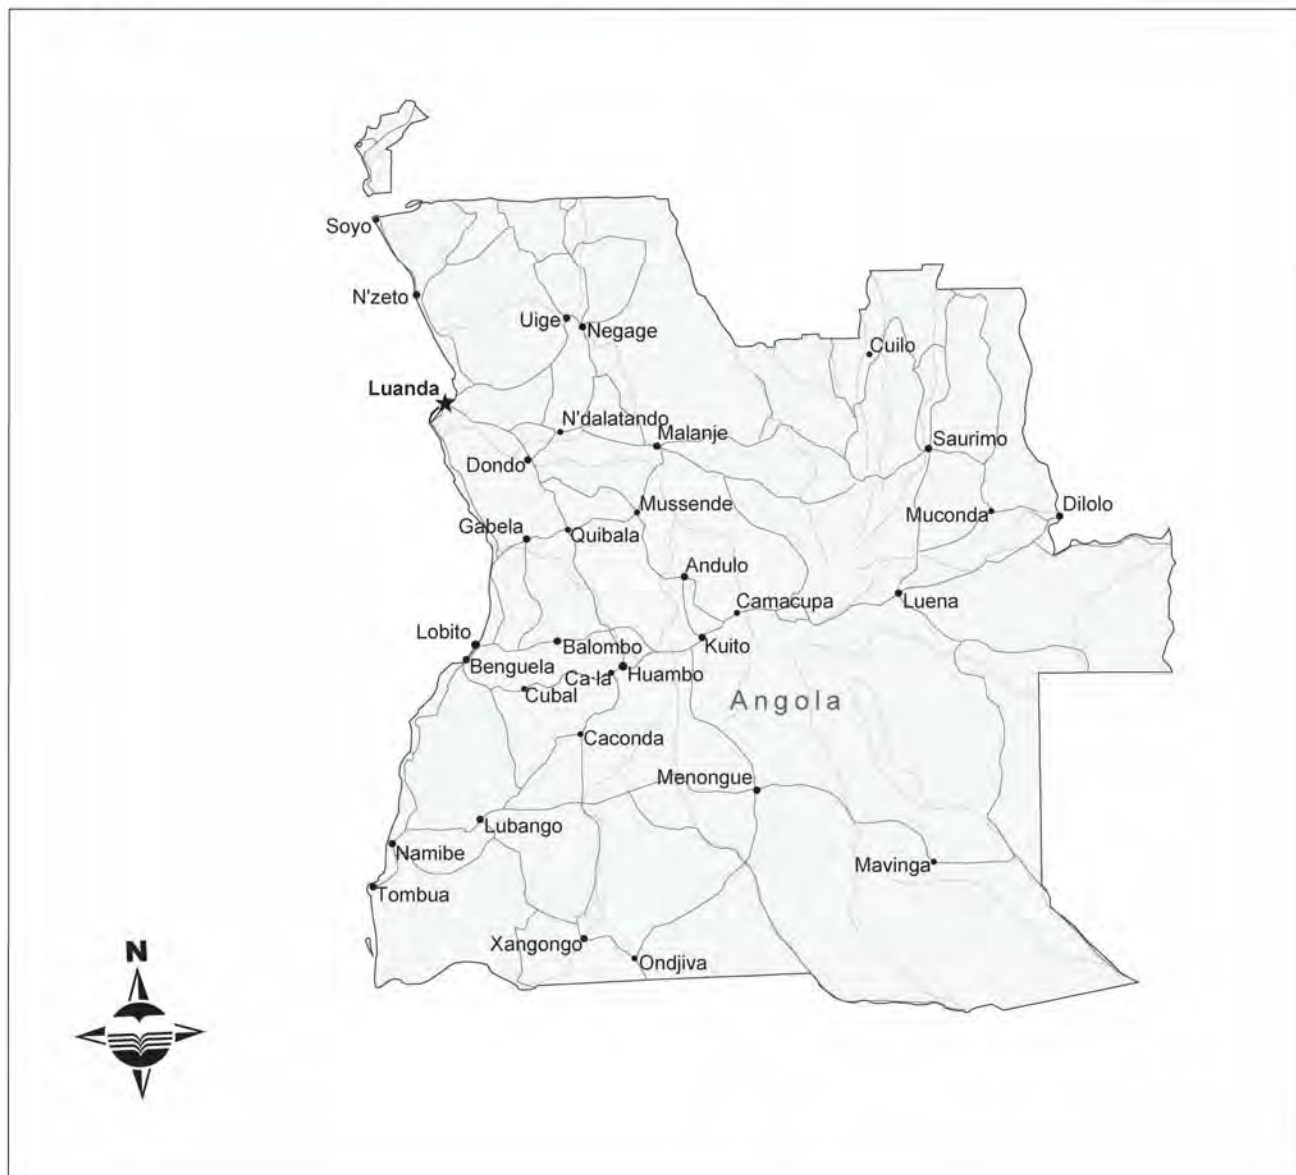 Soyo
N'zeto
Uige
Negage
Cuilo
Luanda
N'dalatando
Malanje
Saurimo
Dondo
Mussende
Dilolo
Muconda
Gabela
Quibala
Andulo
Camacupa
Luena
Lobito
Balombo
Kuito
Benguela
Ca-la
Huambo
Cubal
Angola
Caconda
Menongue
Lubango
Namibe
Mavinga
Tombua
N
Xangongo
Ondjiva